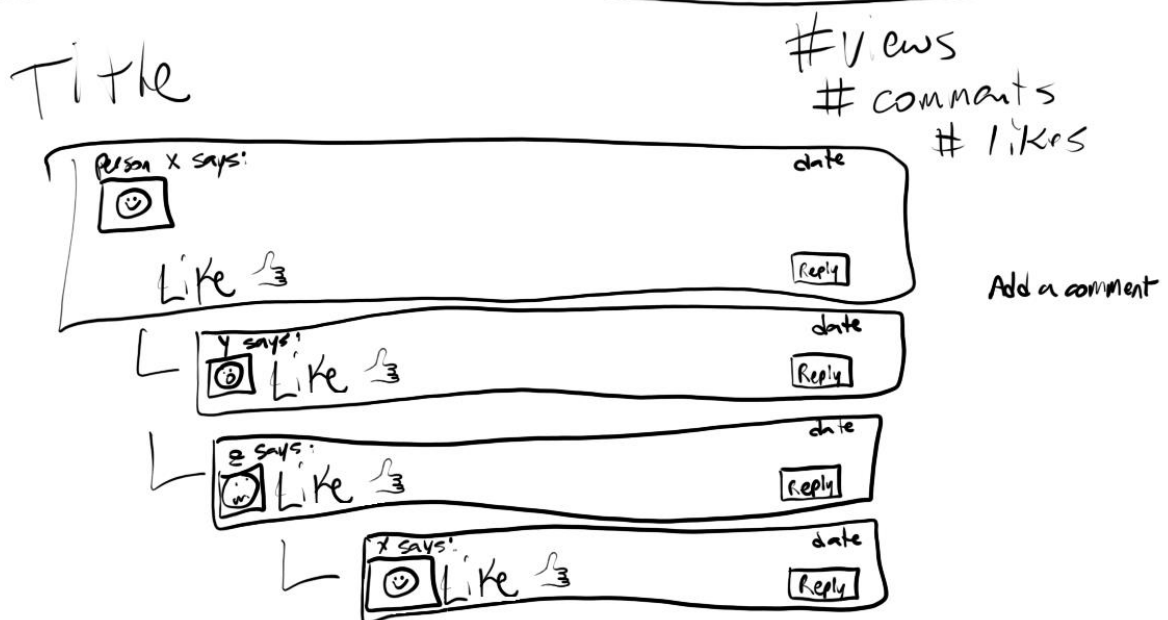 Title
#views
# comments
# likes
person x says:
date
Like
Reply
Add a comment
y says:
date
Like
Reply
z says:
date
Like
Reply
x says:
date
Like
Reply